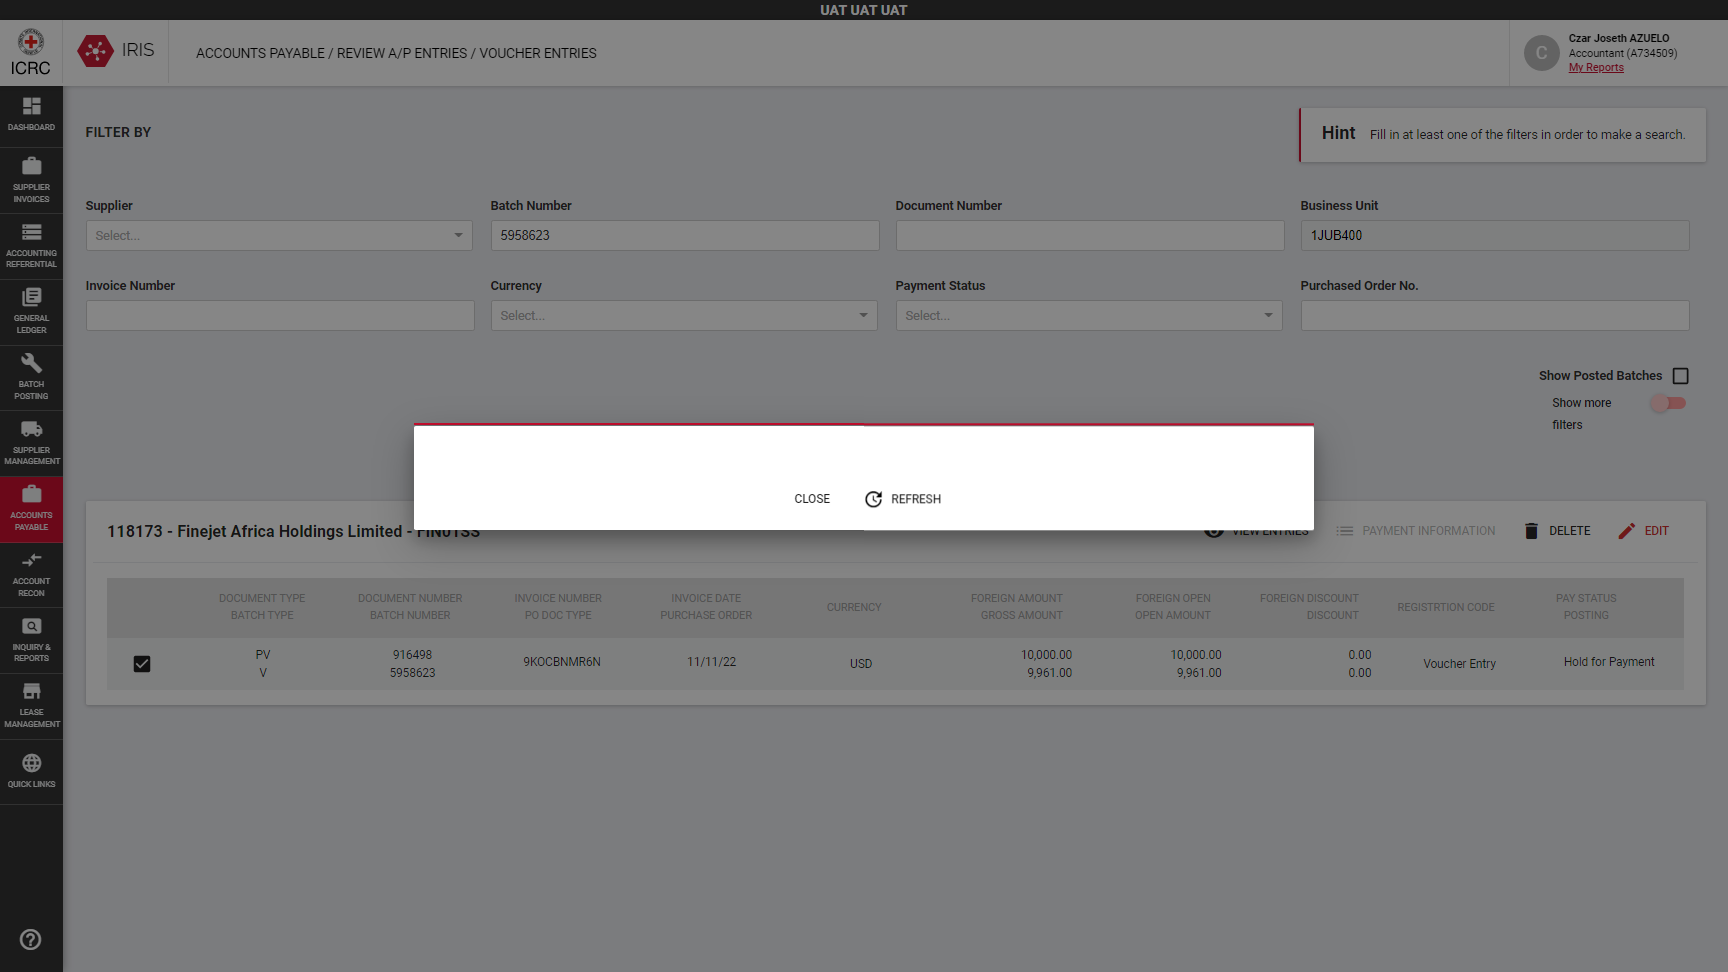 UAT UAT UAT
ICRC
IRIS
ACCOUNTS PAYABLE / REVIEW A/P ENTRIES / VOUCHER ENTRIES
C
Czar Joseth AZUELO
Accountant (A734509)
My Reports
DASHBOARD
SUPPLIER
INVOICES
ACCOUNTING
REFERENTIAL
GENERAL
LEDGER
BATCH
POSTING
SUPPLIER
MANAGEMENT
ACCOUNTS
PAYABLE
ACCOUNT
RECON
INQUIRY &
REPORTS
LEASE
MANAGEMENT
QUICK LINKS
FILTER BY
Hint Fill in at least one of the filters in order to make a search.
Supplier Batch Number Document Number Business Unit
Select... 5958623 1JUB400
Invoice Number Currency Payment Status Purchased Order No.
Select... Select...
Show Posted Batches
Show more
filters
CLOSE REFRESH
118173 - Finejet Africa Holdings Limited - FIN01SS
VIEW ENTRIES PAYMENT INFORMATION DELETE EDIT
DOCUMENT TYPE DOCUMENT NUMBER INVOICE NUMBER INVOICE DATE CURRENCY FOREIGN AMOUNT FOREIGN OPEN FOREIGN DISCOUNT REGISTRTION CODE PAY STATUS
BATCH TYPE BATCH NUMBER PO DOC TYPE PURCHASE ORDER GROSS AMOUNT OPEN AMOUNT DISCOUNT POSTING
PV 916498 9KOCBNMR6N 11/11/22 USD 10,000.00 10,000.00 0.00 Voucher Entry Hold for Payment
V 5958623 9,961.00 9,961.00 0.00